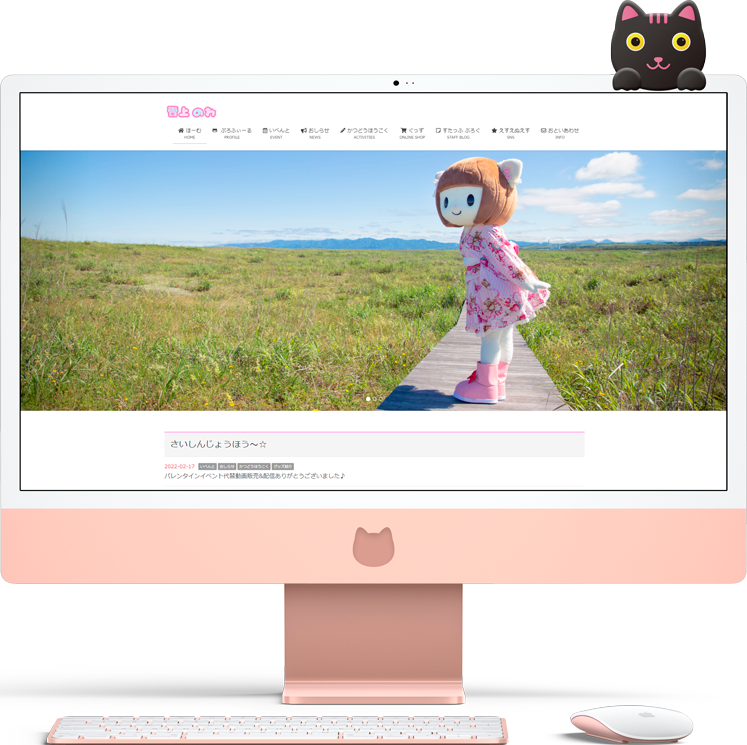 ほーむ ぷろふぃーる いべんと おしらせ かつどうほうこく ぐっず すたっふ ぶろぐ えすえぬえす おといあわせ
HOME PROFILE EVENT NEWS ACTIVITIES ONLINE SHOP STAFF BLOG SNS INFO
さいしんじょうほう〜☆
2022-02-17 いべんと おしらせ かつどうほうこく グッズ紹介
バレンタインイベント代替動画販売&配信ありがとうございました♪